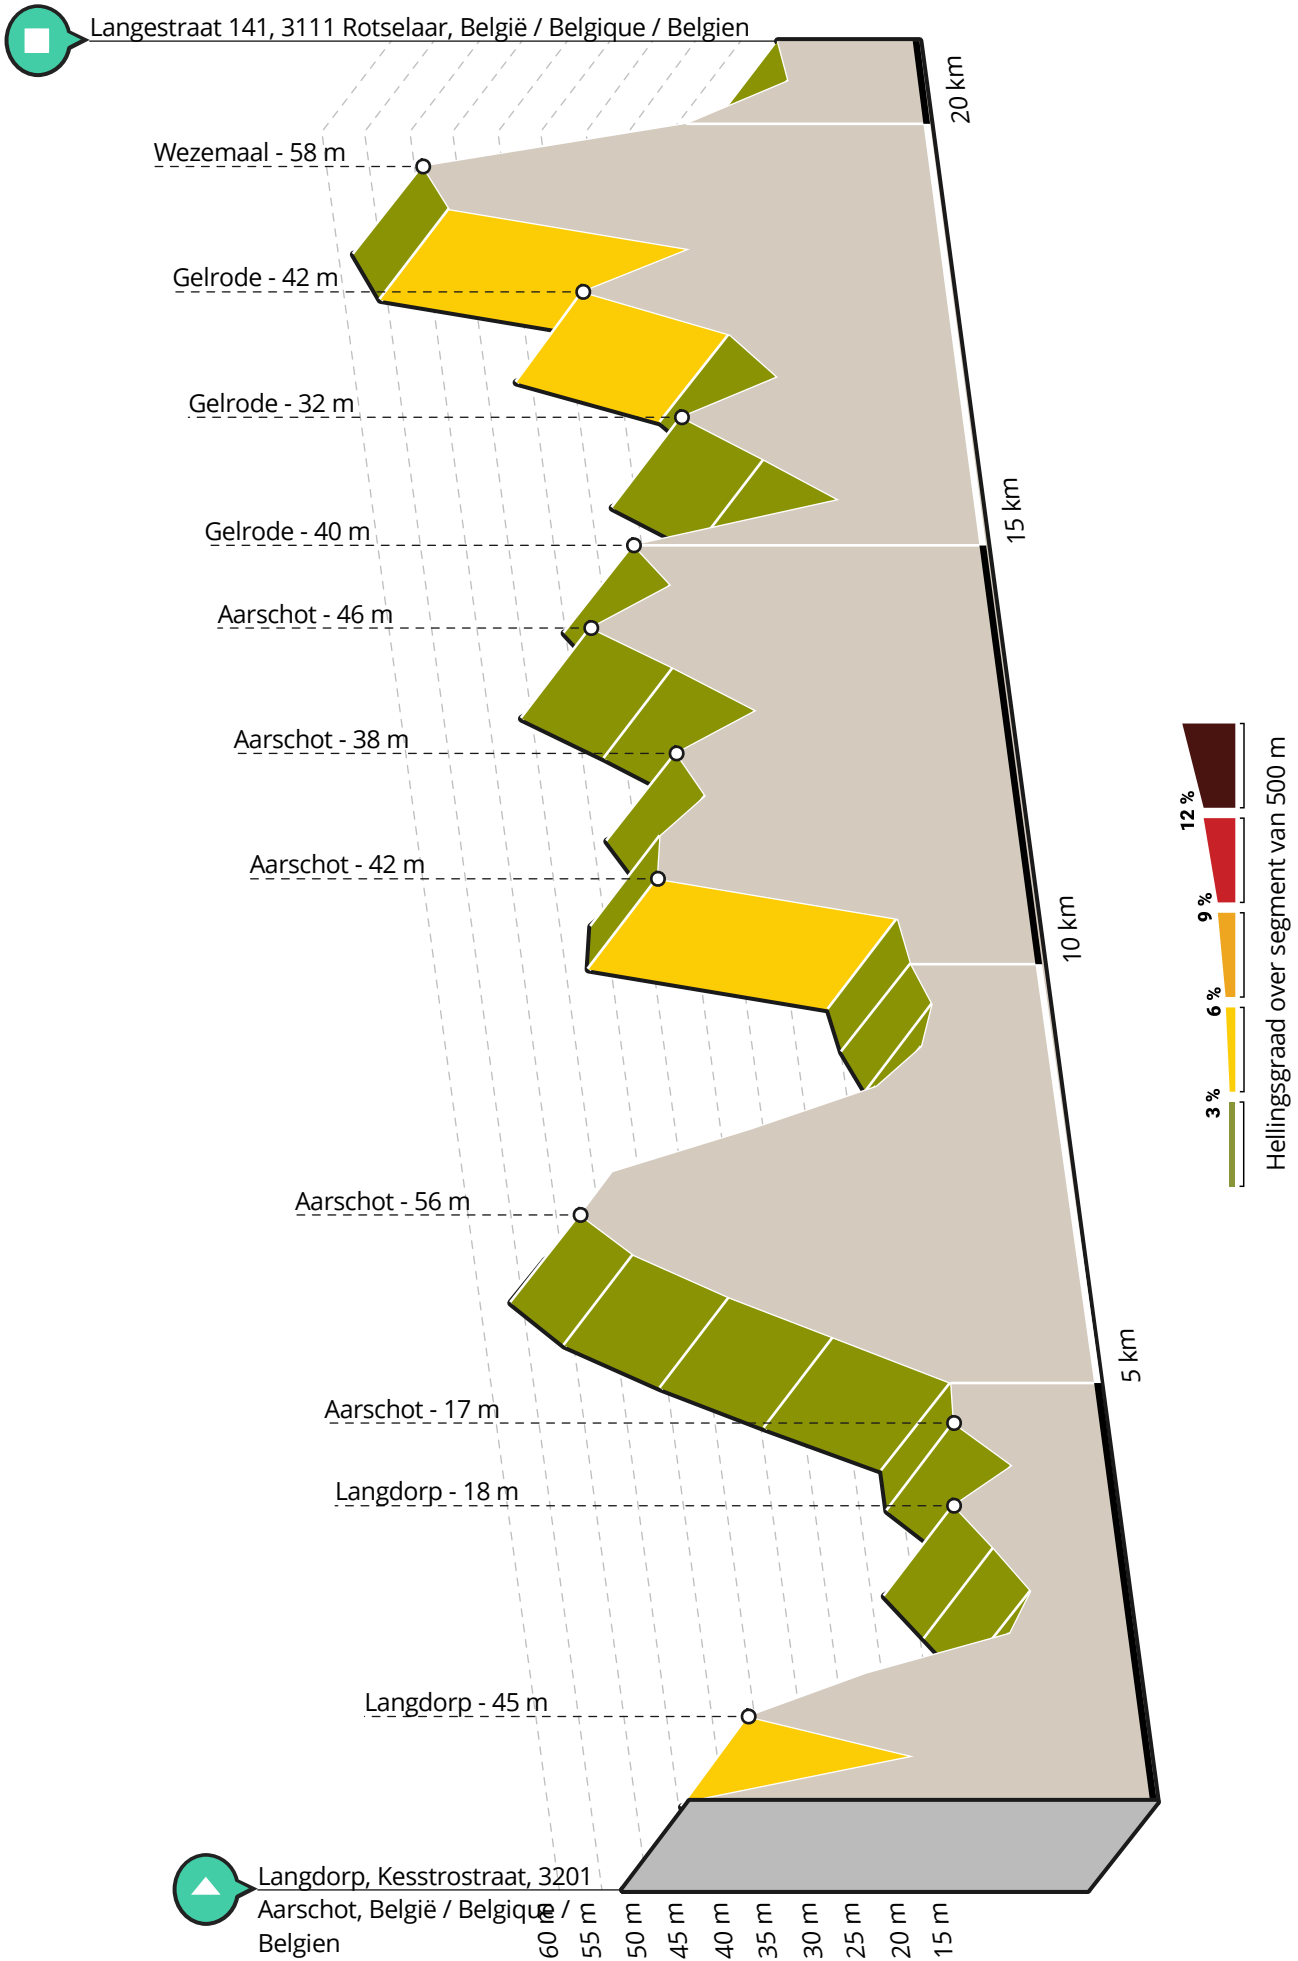 Langestraat 141, 3111 Rotselaar, België / Belgique / Belgien
20 km
Wezemaal - 58 m
Gelrode - 42 m
Gelrode - 32 m
15 km
Gelrode - 40 m
Aarschot - 46 m
Aarschot - 38 m
Aarschot - 42 m
10 km
12 %
9 %
6 %
3 %
Hellingsgraad over segment van 500 m
Aarschot - 56 m
5 km
Aarschot - 17 m
Langdorp - 18 m
Langdorp - 45 m
Langdorp, Kesstrostraat, 3201
Aarschot, België / Belgique /
Belgien
60 m
55 m
50 m
45 m
40 m
35 m
30 m
25 m
20 m
15 m